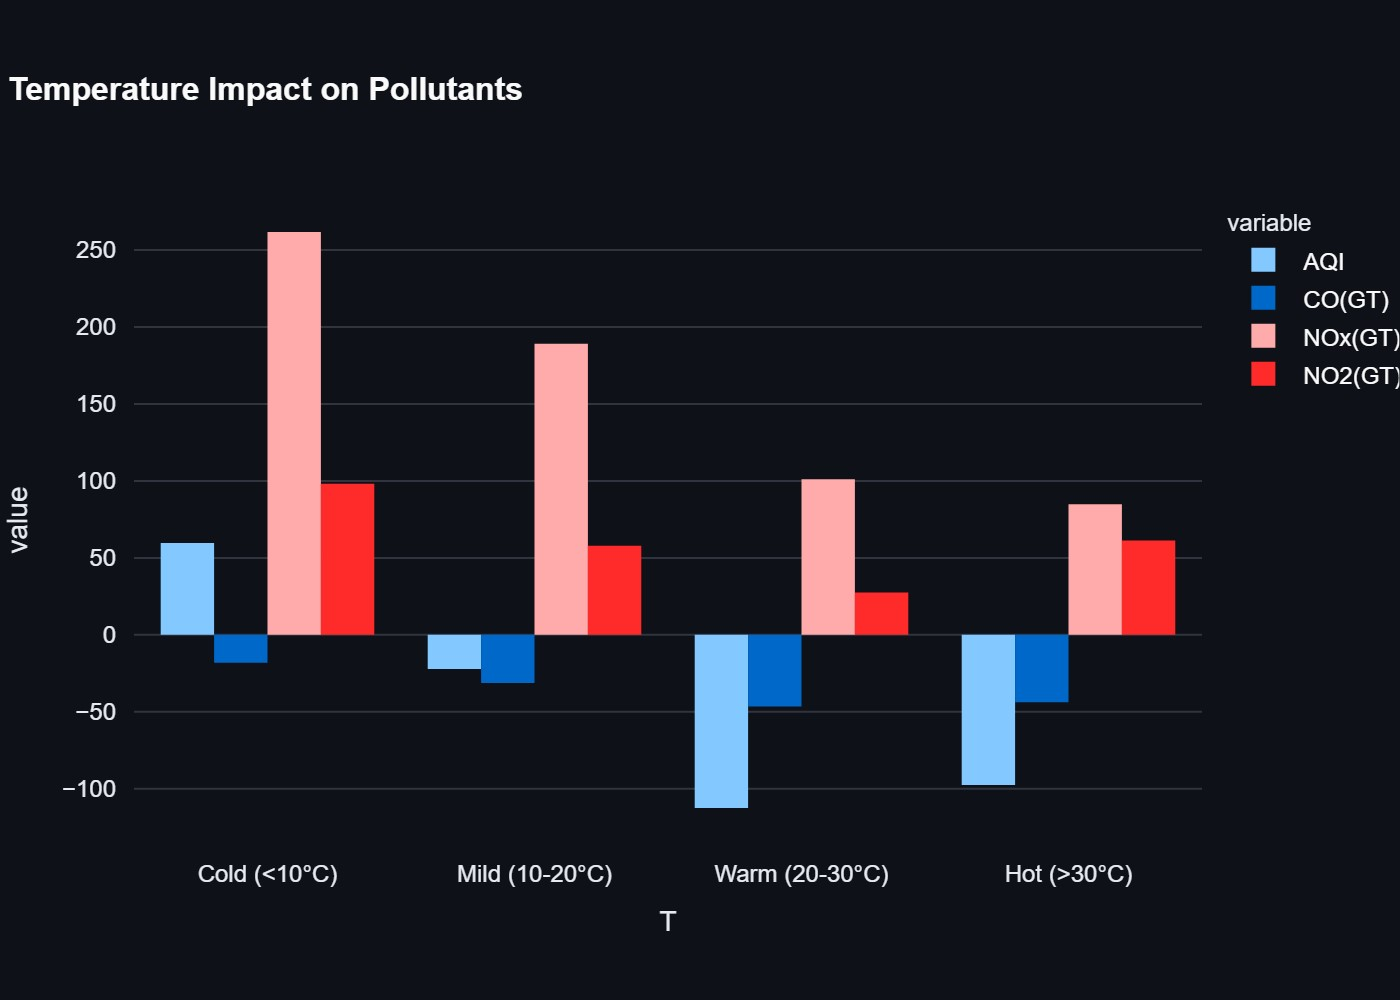 Temperature Impact on Pollutants
variable
AQI
CO(GT)
NOx(GT)
NO2(GT)
250
200
150
100
50
0
−50
−100
value
Cold (<10°C)
Mild (10-20°C)
Warm (20-30°C)
Hot (>30°C)
T